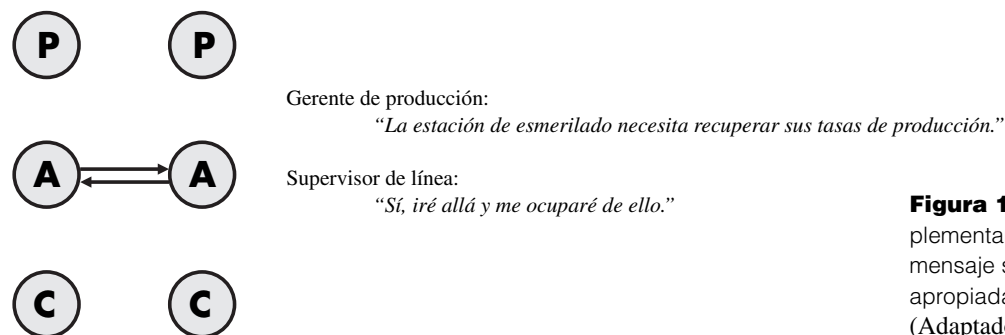 P P
Gerente de producción:
“La estación de esmerilado necesita recuperar sus tasas de producción.”
A A
Supervisor de línea:
“Sí, iré allá y me ocuparé de ello.”
Figura 1
plementa
mensaje s
apropiada
(Adaptad
C C